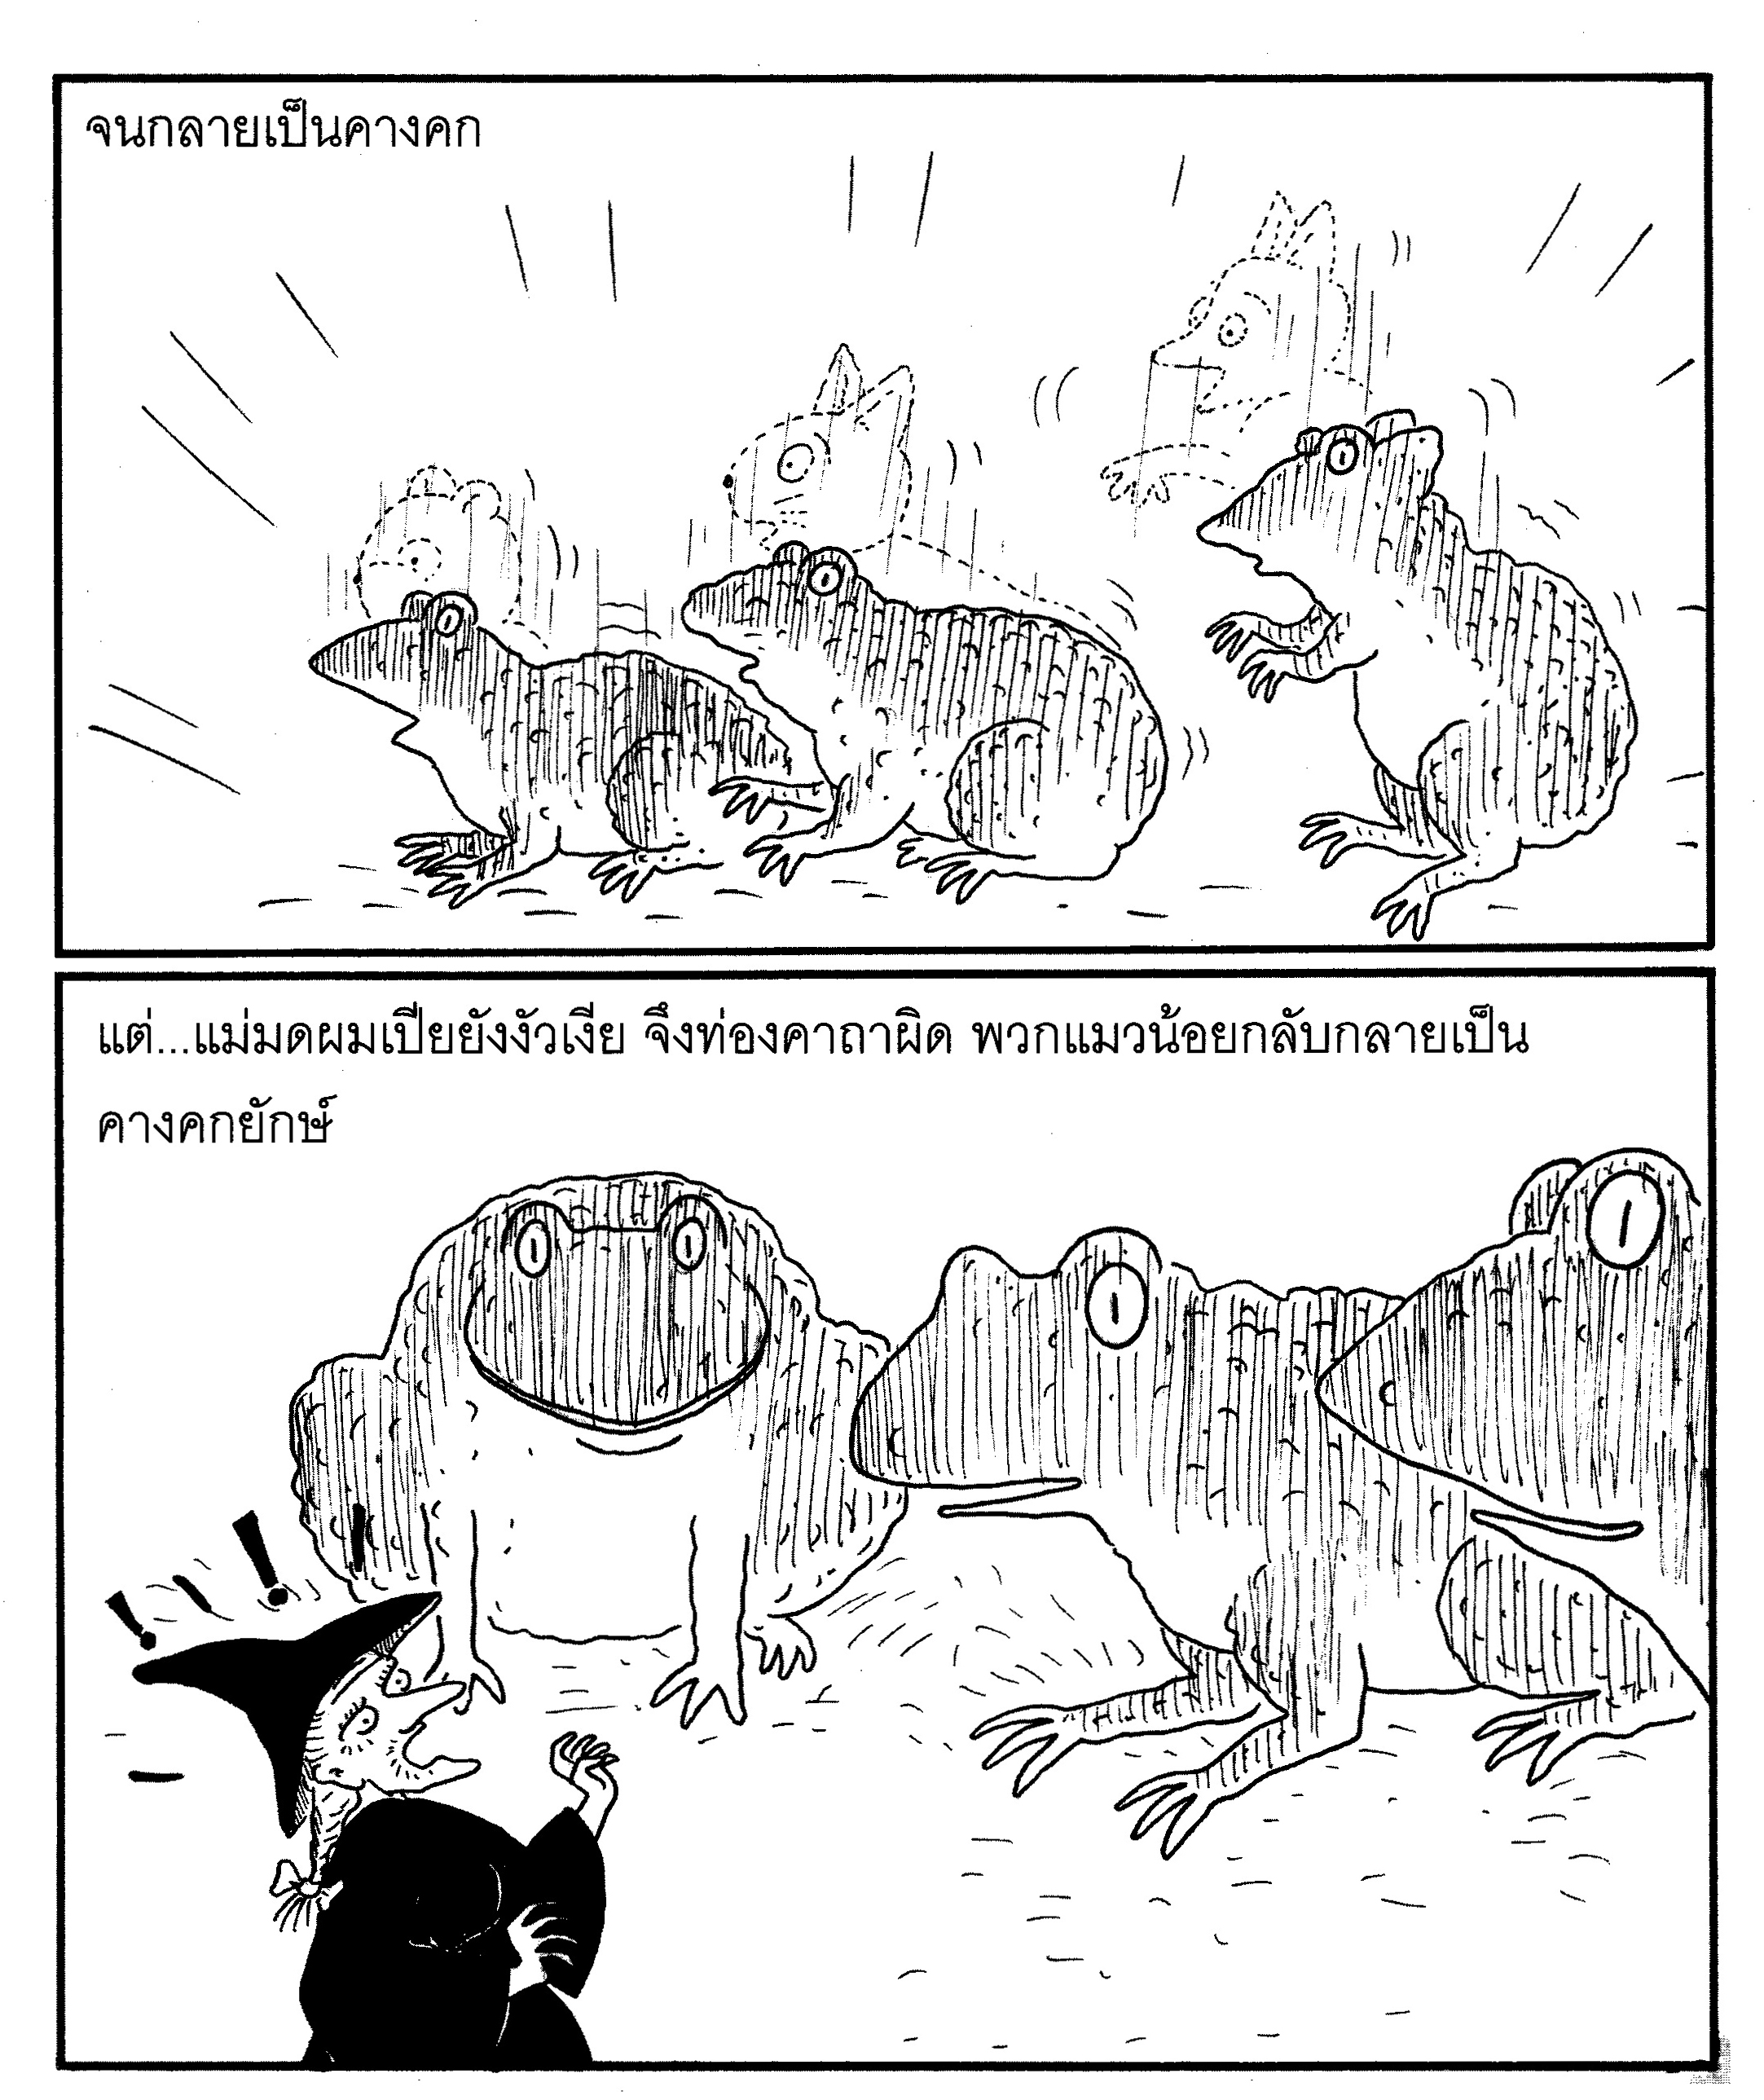 จนกลายเป็นคางคก
แต่...แม่มดผมเปียยังงัวเงีย จึงท่องคาถาผิด พวกแมวน้อยกลับกลายเป็น
คางคกยักษ์
! ! !